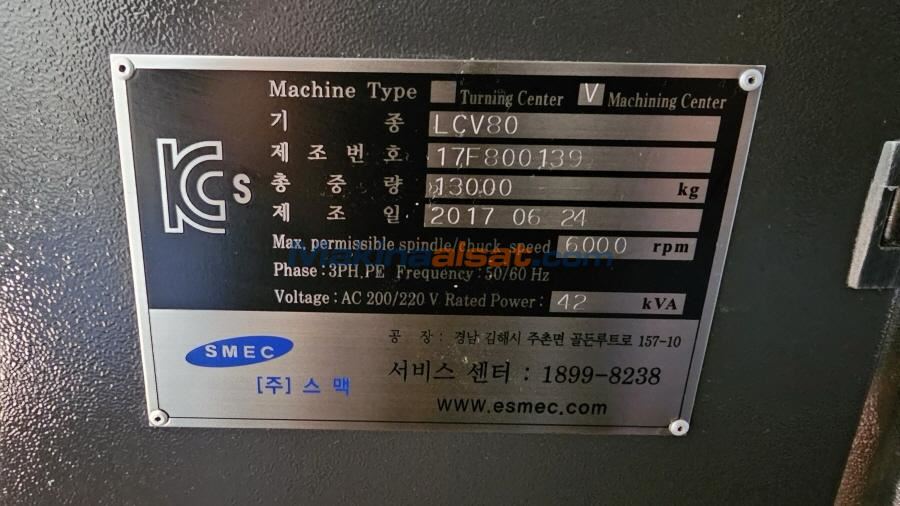 Machine Type Turning Center V Machining Center
기 종 LCV80
제 조 번 호 17F800139
총 중 량 13000 kg
제 조 일 2017 06 24
Max. permissible spindle/chuck speed 6000 rpm
Makinaalsat.com
Phase : 3PH, PE Frequency : 50/60 Hz
Voltage : AC 200/220 V Rated Power : 42 kVA
KCs
SMEC
[주] 스 맥
공 장 : 경남 김해시 주촌면 골든루트로 157-10
서비스 센터 : 1899-8238
www.esmec.com